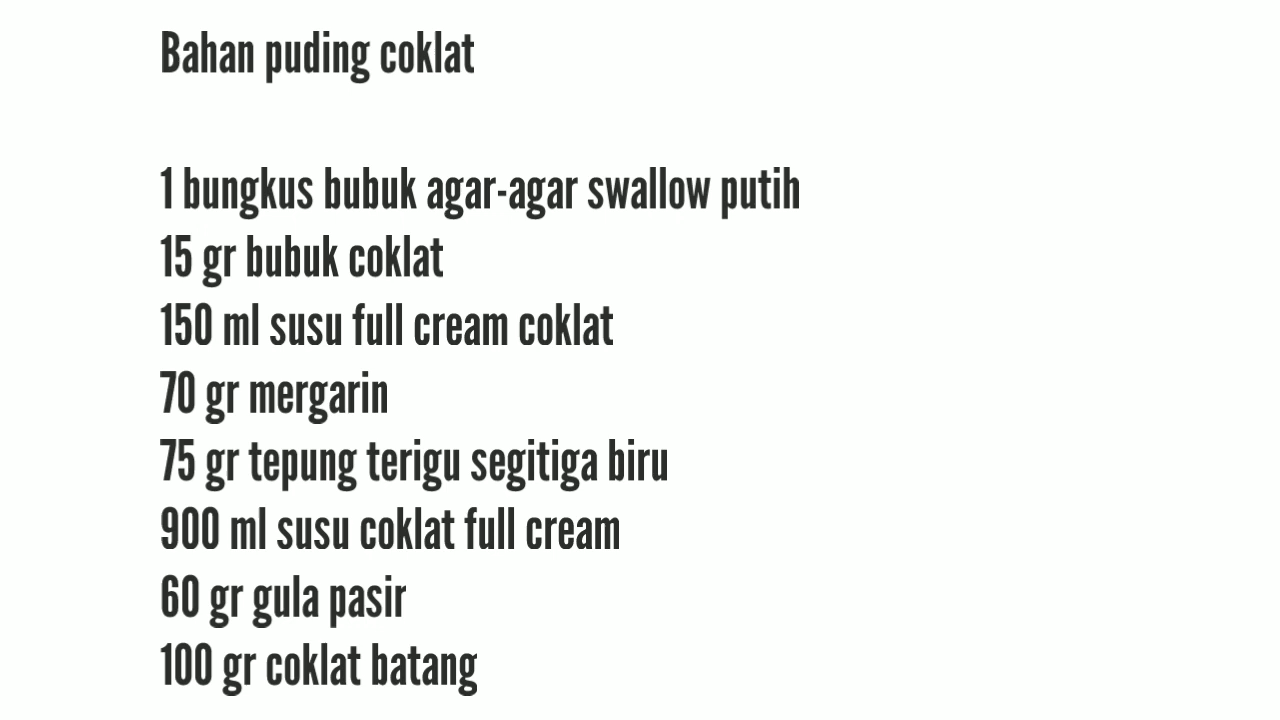 Bahan puding coklat
1 bungkus bubuk agar-agar swallow putih
15 gr bubuk coklat
150 ml susu full cream coklat
70 gr mergarin
75 gr tepung terigu segitiga biru
900 ml susu coklat full cream
60 gr gula pasir
100 gr coklat batang